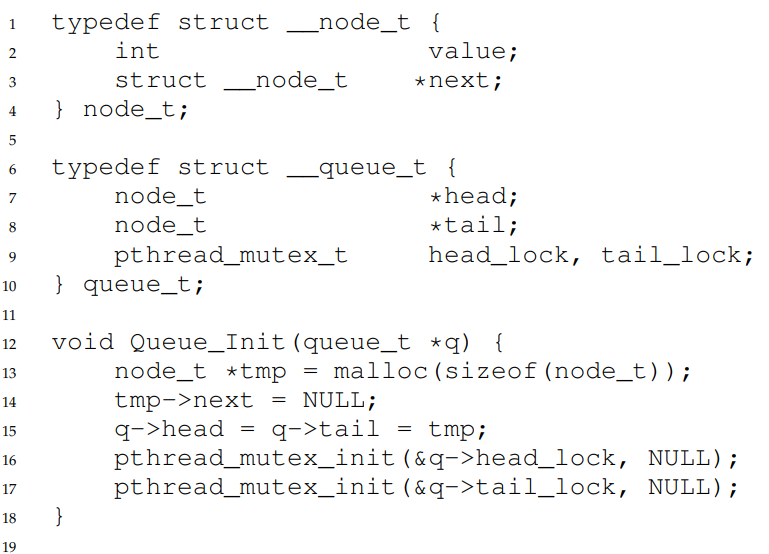 1 typedef struct __node_t {
2     int                 value;
3     struct __node_t    *next;
4 } node_t;
5
6 typedef struct __queue_t {
7     node_t              *head;
8     node_t              *tail;
9     pthread_mutex_t     head_lock, tail_lock;
10 } queue_t;
11
12 void Queue_Init(queue_t *q) {
13     node_t *tmp = malloc(sizeof(node_t));
14     tmp->next = NULL;
15     q->head = q->tail = tmp;
16     pthread_mutex_init(&q->head_lock, NULL);
17     pthread_mutex_init(&q->tail_lock, NULL);
18 }
19